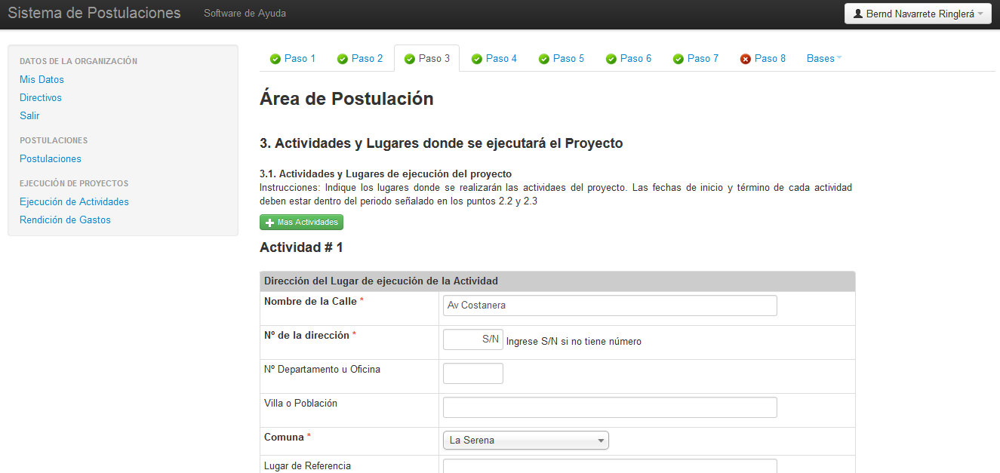 Sistema de Postulaciones Software de Ayuda Bernd Navarrete Ringlerá
DATOS DE LA ORGANIZACIÓN
Mis Datos
Directivos
Salir
POSTULACIONES
Postulaciones
EJECUCIÓN DE PROYECTOS
Ejecución de Actividades
Rendición de Gastos
Paso 1 Paso 2 Paso 3 Paso 4 Paso 5 Paso 6 Paso 7 Paso 8 Bases
Área de Postulación
3. Actividades y Lugares donde se ejecutará el Proyecto
3.1. Actividades y Lugares de ejecución del proyecto
Instrucciones: Indique los lugares donde se realizarán las actividaes del proyecto. Las fechas de inicio y término de cada actividad
deben estar dentro del periodo señalado en los puntos 2.2 y 2.3
Mas Actividades
Actividad # 1
Dirección del Lugar de ejecución de la Actividad
Nombre de la Calle * Av Costanera
Nº de la dirección * S/N Ingrese S/N si no tiene número
Nº Departamento u Oficina
Villa o Población
Comuna * La Serena
Lugar de Referencia